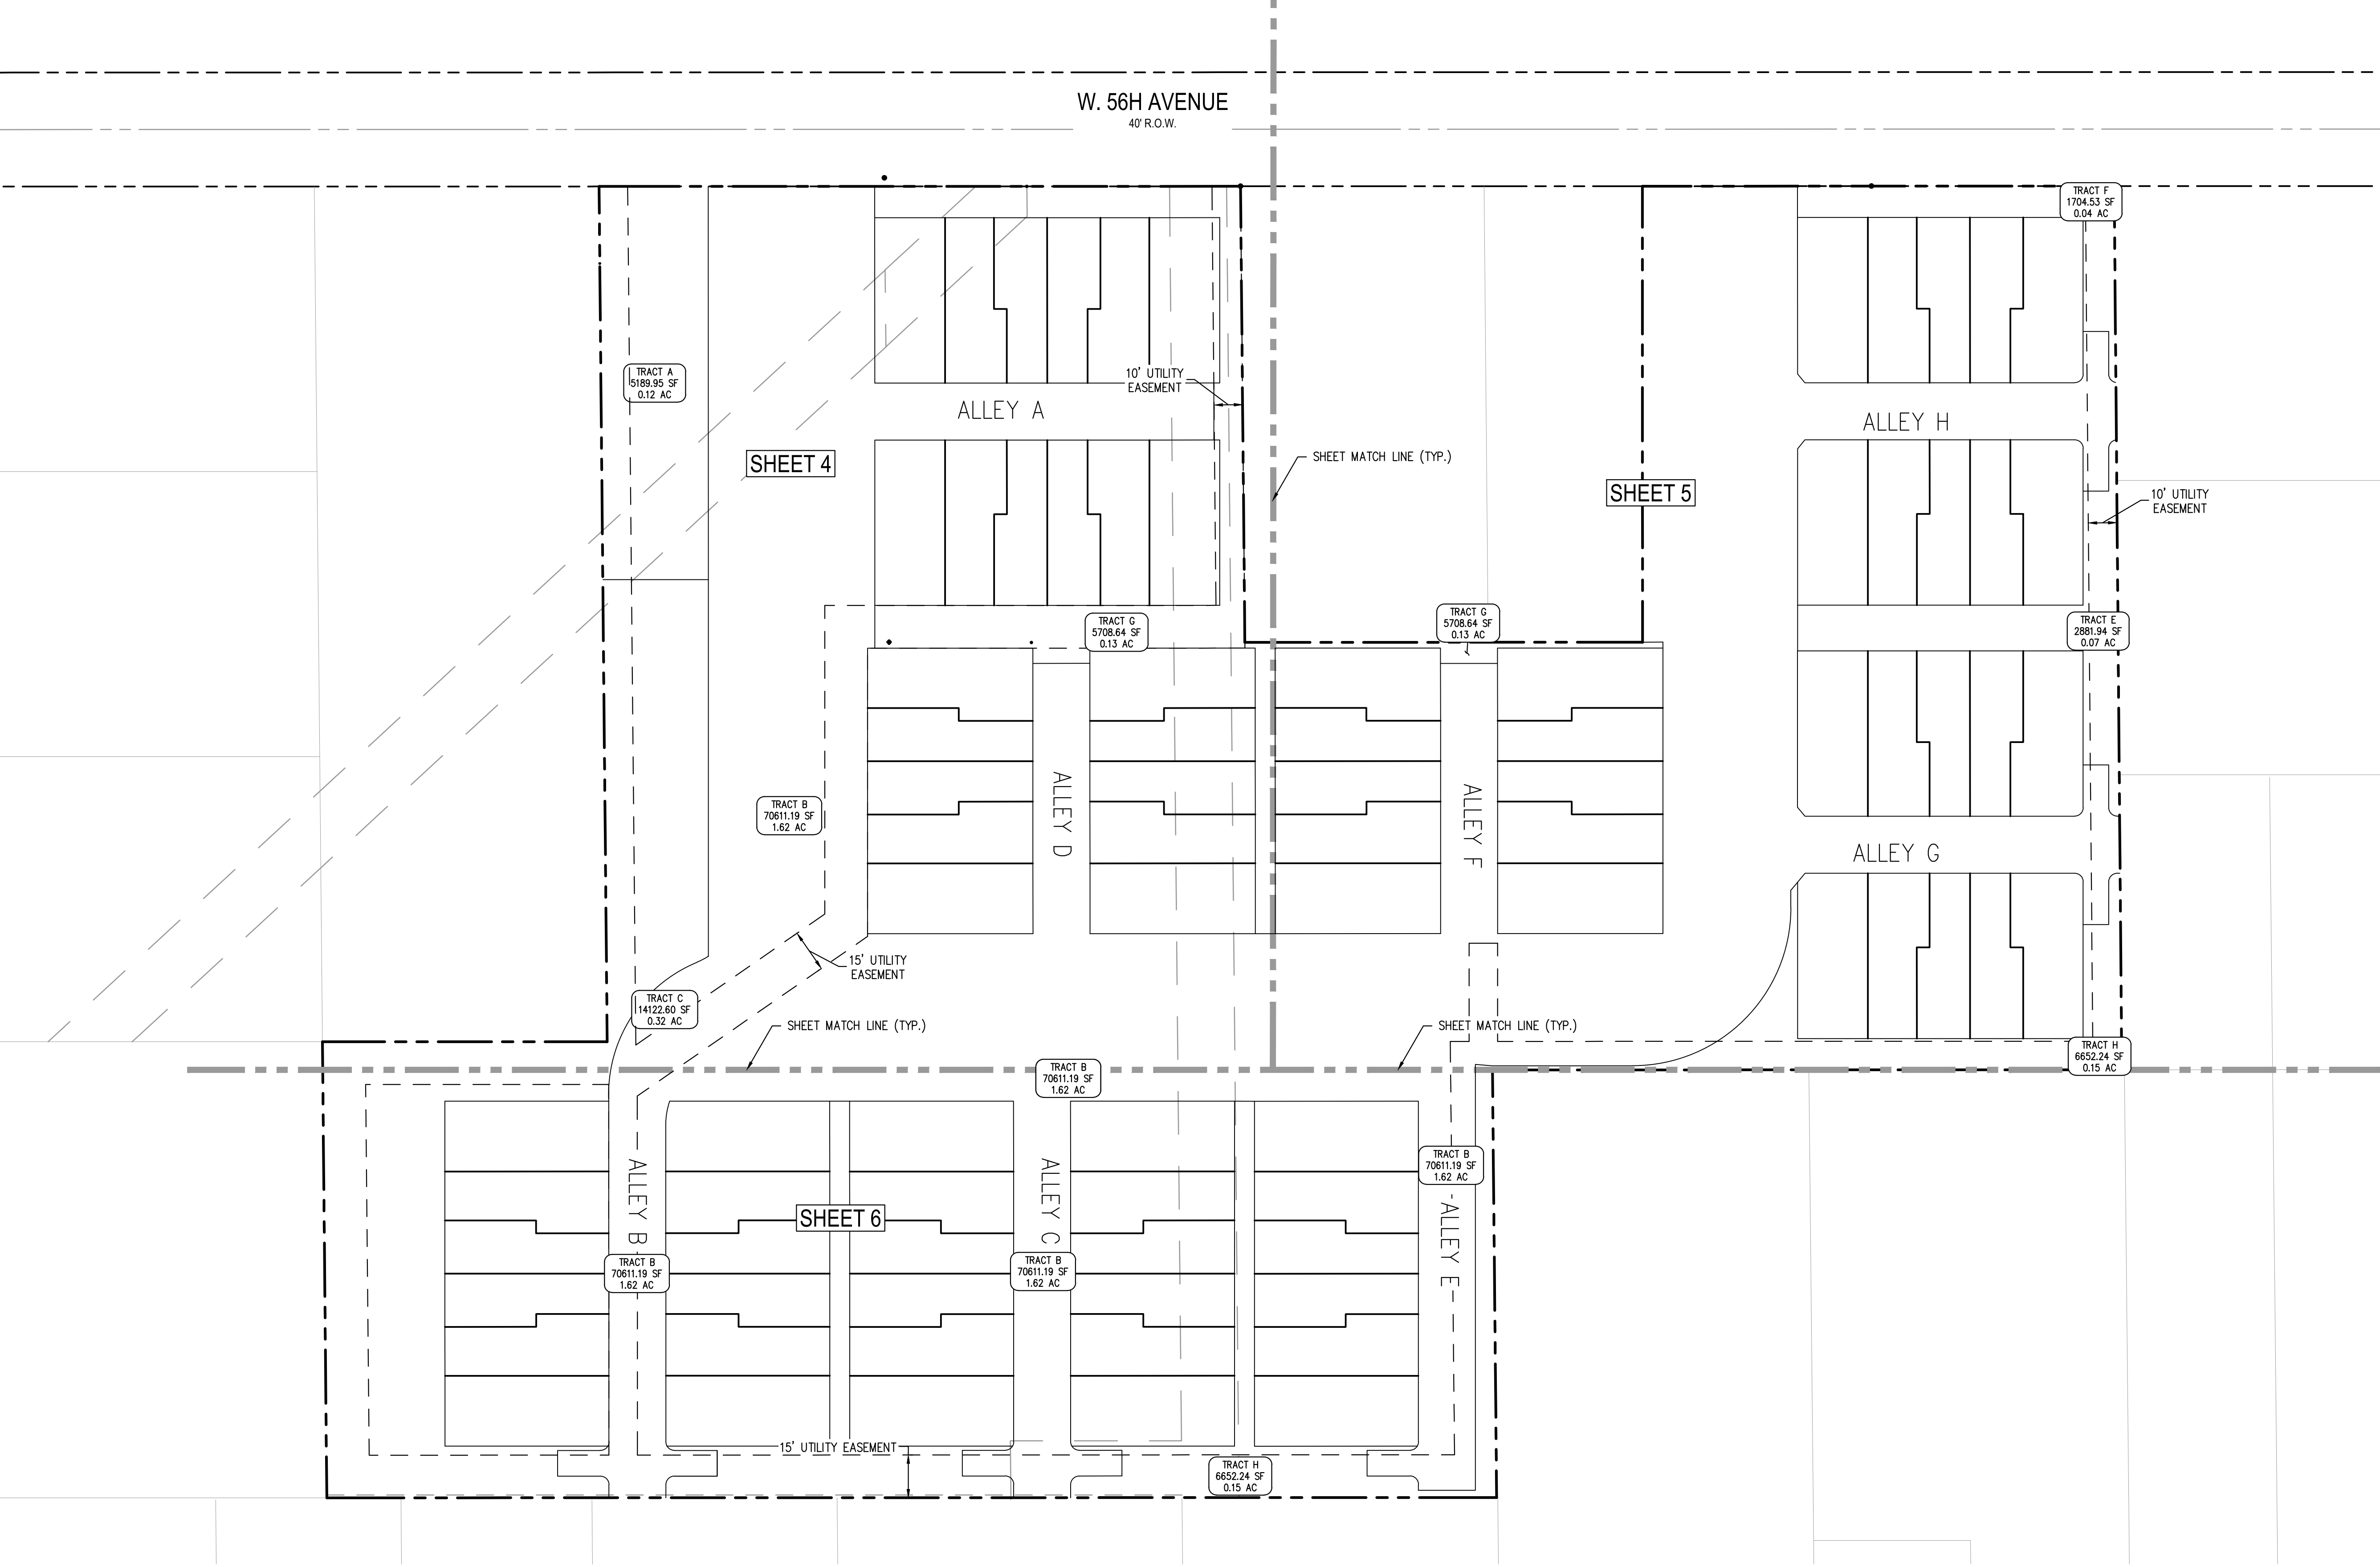 W. 56H AVENUE
40' R.O.W.
TRACT F
1704.53 SF
0.04 AC
TRACT A
5189.95 SF
0.12 AC
10' UTILITY
EASEMENT
ALLEY A
ALLEY H
SHEET 4
SHEET MATCH LINE (TYP.)
SHEET 5
10' UTILITY
EASEMENT
TRACT G
5708.64 SF
0.13 AC
TRACT G
5708.64 SF
0.13 AC
TRACT E
2881.94 SF
0.07 AC
TRACT B
70611.19 SF
1.62 AC
ALLEY D
ALLEY F
ALLEY G
15' UTILITY
EASEMENT
TRACT C
14122.60 SF
0.32 AC
SHEET MATCH LINE (TYP.)
SHEET MATCH LINE (TYP.)
TRACT H
6652.24 SF
0.15 AC
TRACT B
70611.19 SF
1.62 AC
TRACT B
70611.19 SF
1.62 AC
ALLEY B
SHEET 6
ALLEY C
ALLEY E
TRACT B
70611.19 SF
1.62 AC
TRACT B
70611.19 SF
1.62 AC
15' UTILITY EASEMENT
TRACT H
6652.24 SF
0.15 AC